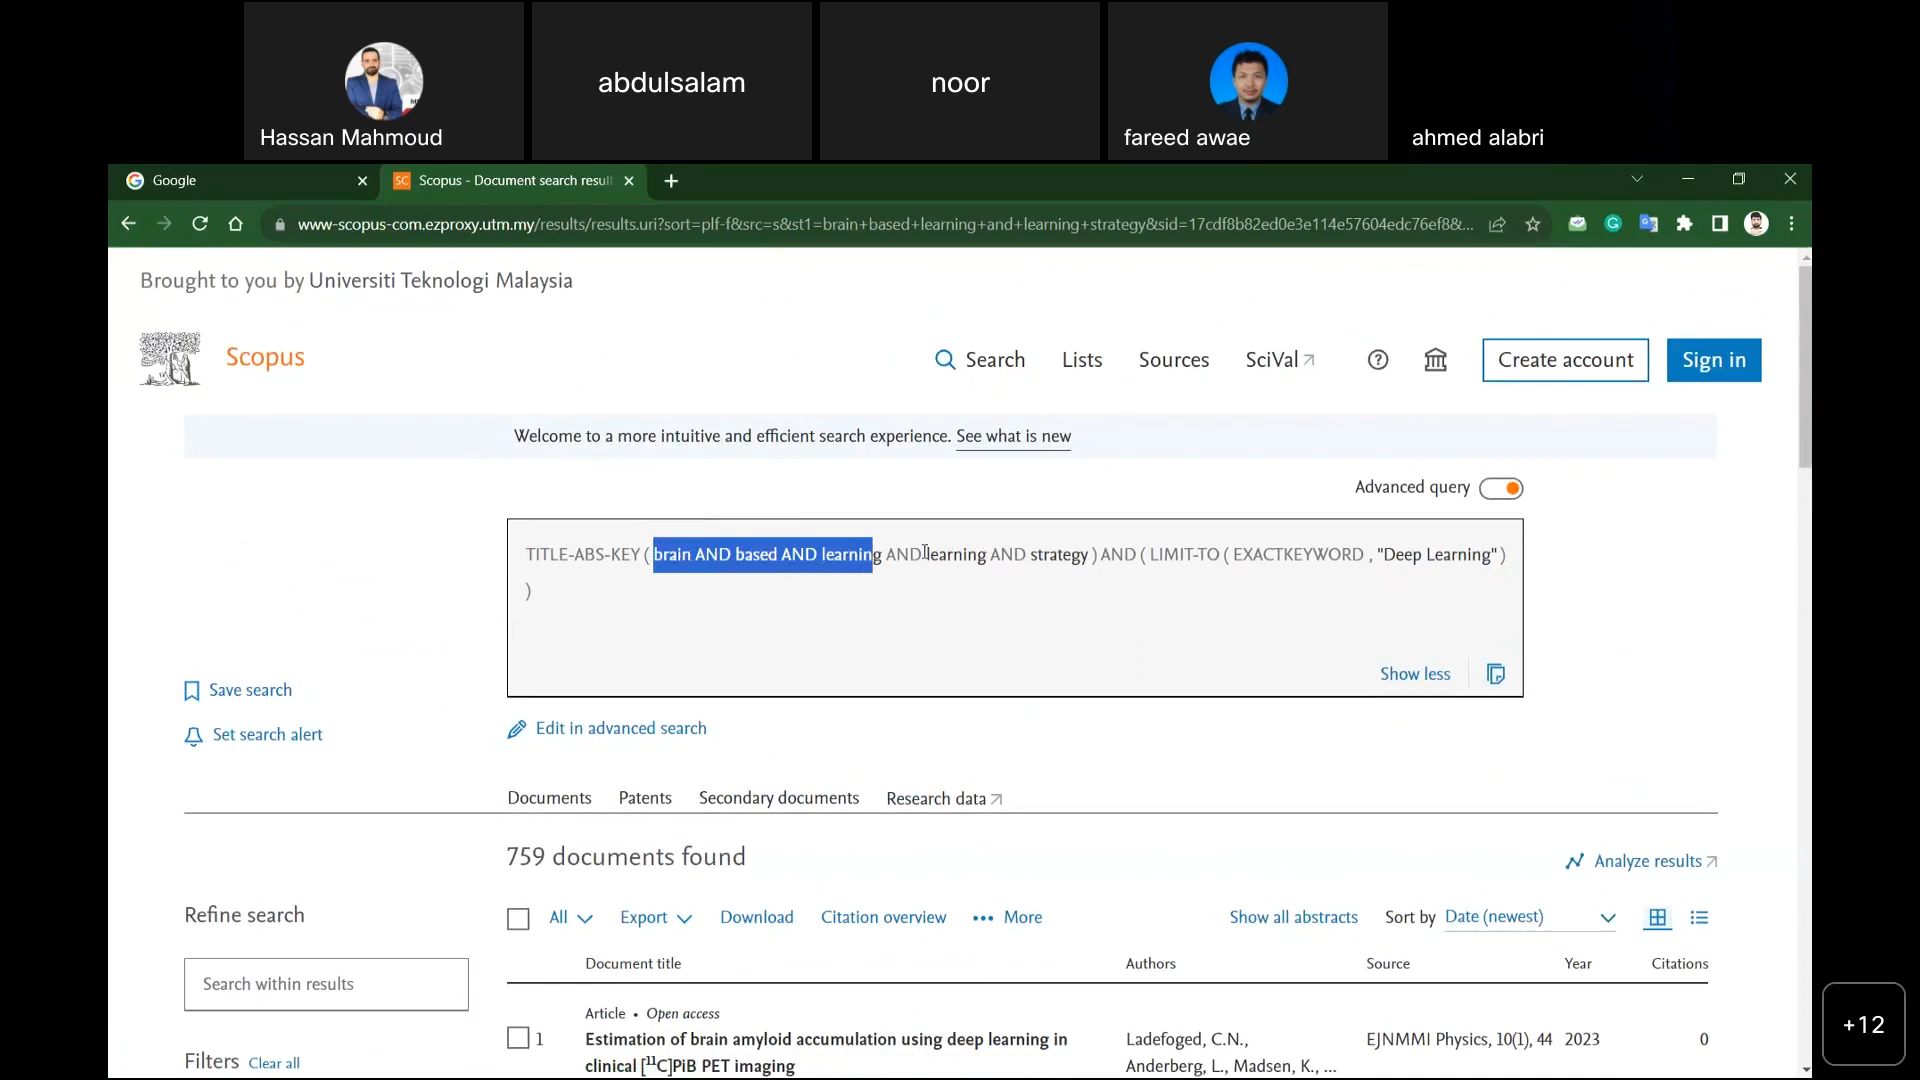 Hassan Mahmoud
abdulsalam
noor
fareed awae
ahmed alabri
Google
Scopus - Document search resul
www-scopus-com.ezproxy.utm.my/results/results.uri?sort=plf-f&src=s&st1=brain+based+learning+and+learning+strategy&sid=17cdf8b82ed0e3e114e57604edc76ef8&...
Brought to you by Universiti Teknologi Malaysia
Scopus
Search
Lists
Sources
SciVal
Create account
Sign in
Welcome to a more intuitive and efficient search experience. See what is new
Advanced query
TITLE-ABS-KEY ( brain AND based AND learning AND learning AND strategy ) AND ( LIMIT-TO ( EXACTKEYWORD , "Deep Learning" )
)
Show less
Save search
Set search alert
Edit in advanced search
Documents
Patents
Secondary documents
Research data
759 documents found
Analyze results
Refine search
All
Export
Download
Citation overview
More
Show all abstracts
Sort by Date (newest)
Document title
Authors
Source
Year
Citations
Search within results
Article • Open access
1
Estimation of brain amyloid accumulation using deep learning in
clinical [11C]PiB PET imaging
Ladefoged, C.N.,
Anderberg, L., Madsen, K., ...
EJNMMI Physics, 10(1), 44
2023
0
Filters Clear all
+12